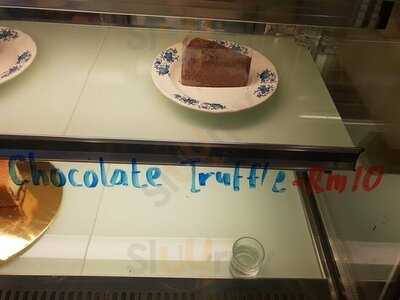 Chocolate Truffle - Rm10